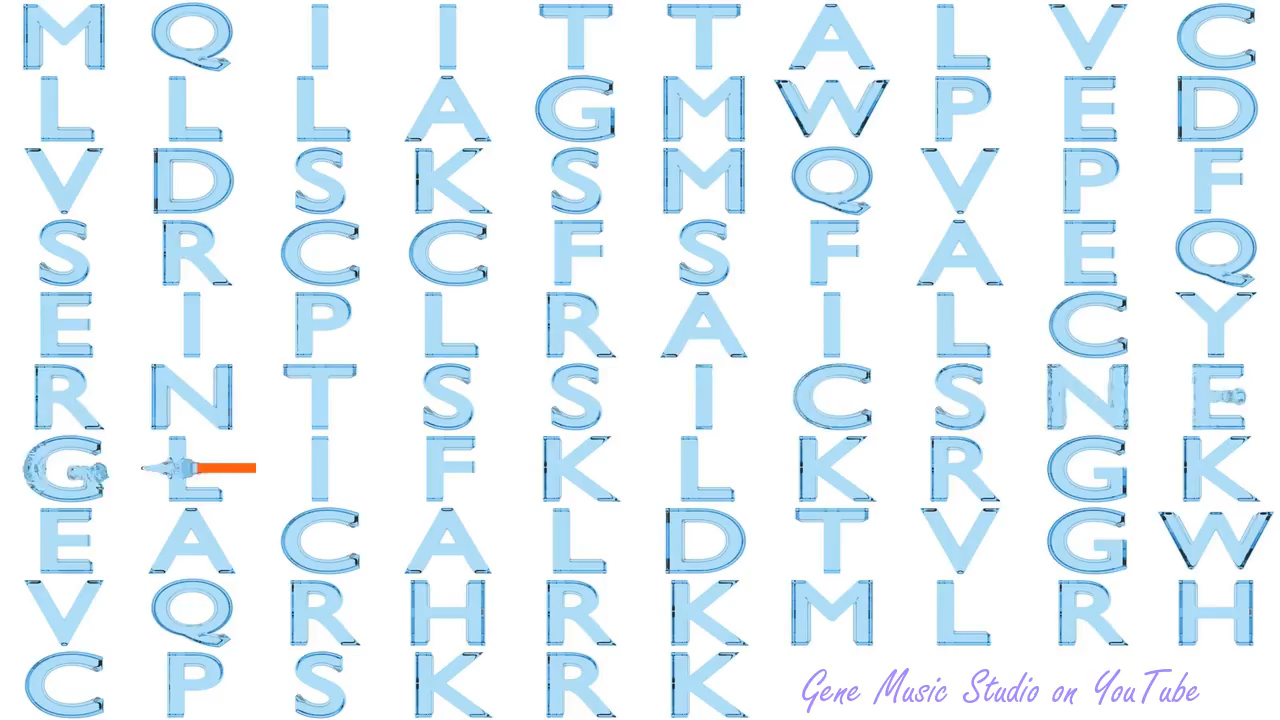 M Q I I T T A L V C
L L L A G M W P E D
V D S K S M Q V P F
S R C C F S F A E Q
E I P L R A I L C Y
R N T S S I C S N E
G L I F K L K R G K
E A C A L D T V G W
V Q R H R K M L R H
C P S K R K
Gene Music Studio on YouTube